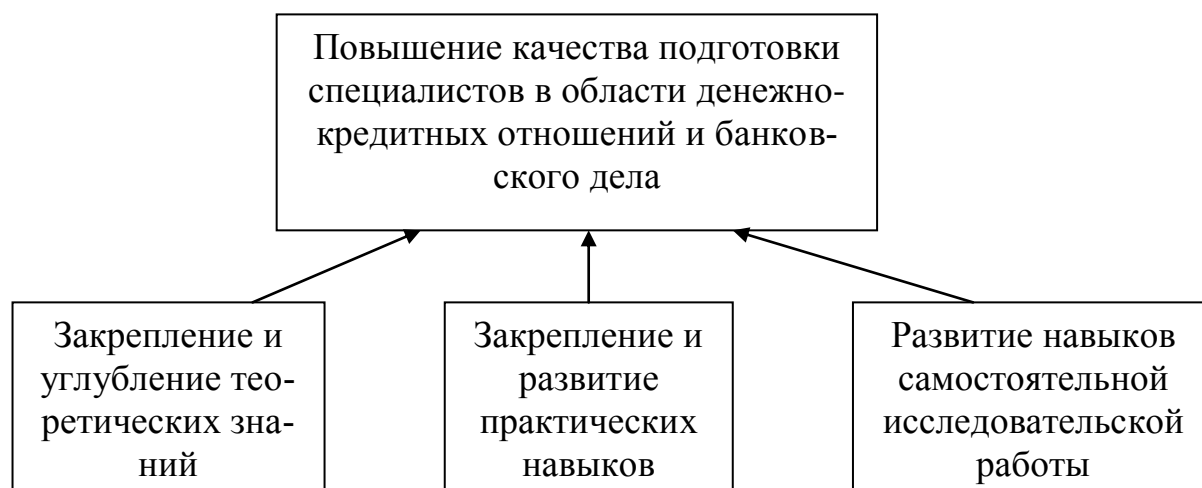 Повышение качества подготовки
специалистов в области денежно-
кредитных отношений и банков-
ского дела
Закрепление и
углубление тео-
ретических зна-
ний
Закрепление и
развитие
практических
навыков
Развитие навыков
самостоятельной
исследовательской
работы